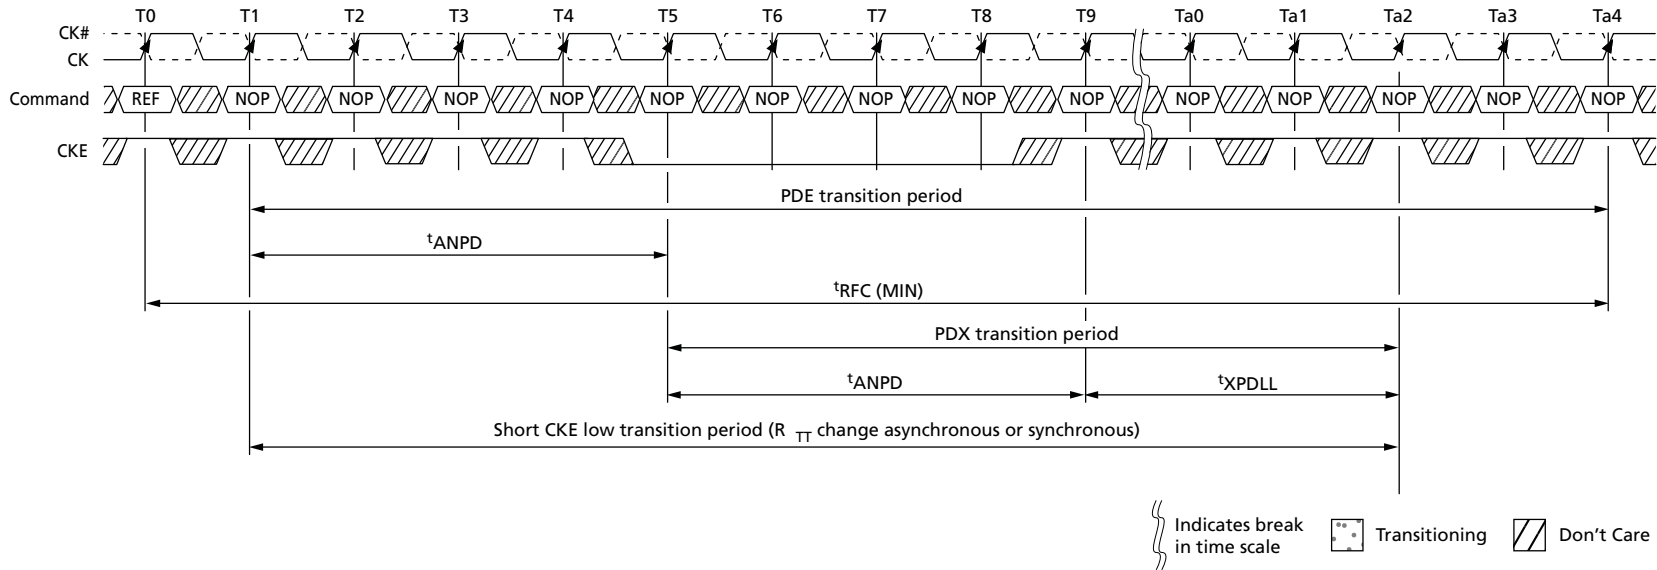 T0 T1 T2 T3 T4 T5 T6 T7 T8 T9 Ta0 Ta1 Ta2 Ta3 Ta4
CK#
CK
Command REF NOP NOP NOP NOP NOP NOP NOP NOP NOP NOP NOP NOP NOP NOP
CKE
PDE transition period
tANPD
tRFC (MIN)
PDX transition period
tANPD tXPDLL
Short CKE low transition period (R TT change asynchronous or synchronous)
Indicates break
in time scale
Transitioning
Don't Care